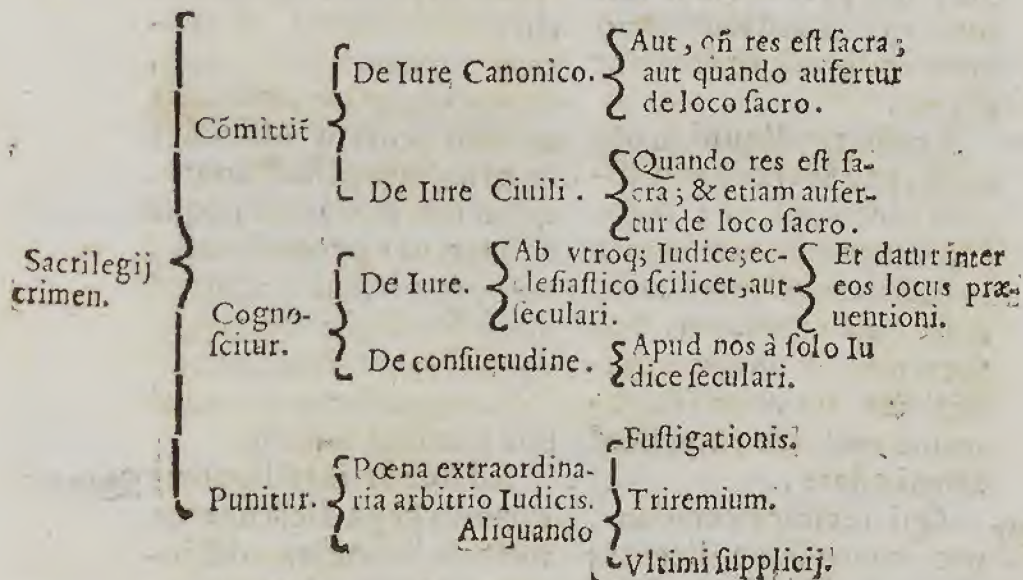 Sacrilegij
crimen.
Cõmittit̃
De Iure Canonico.
Aut, qñ res eſt ſacra;
aut quando aufertur
de loco ſacro.
De Iure Ciuili.
Quando res eſt ſa-
cra; & etiam aufer-
tur de loco ſacro.
Cogno-
ſcitur.
De Iure.
Ab vtroq; Iudice; ec-
cleſiaſtico ſcilicet, aut
ſeculari.
Et datur inter
eos locus præ-
uentioni.
De conſuetudine.
Apud nos à ſolo Iu
dice ſeculari.
Punitur.
Pœna extraordina-
ria arbitrio Iudicis.
Aliquando
Fuſtigationis.
Triremium.
Vltimi ſupplicij.